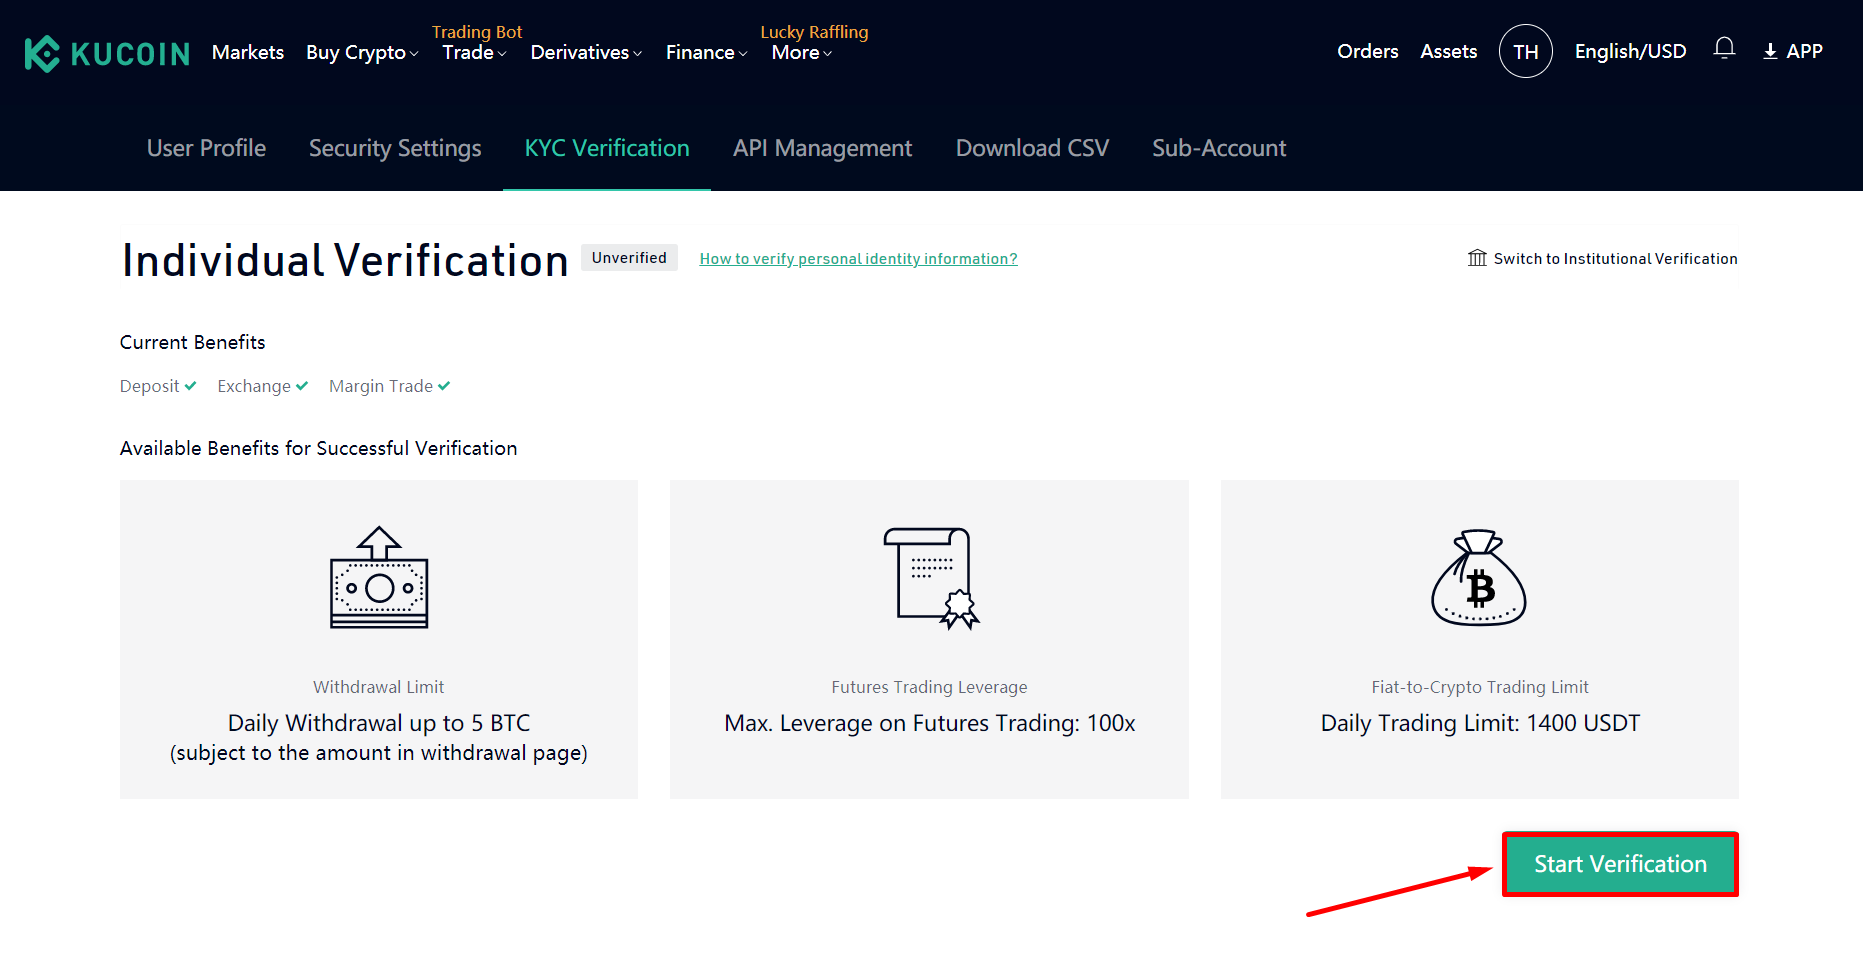 Trading Bot
Lucky Raffling
KUCOIN Markets Buy Crypto Trade Derivatives Finance More Orders Assets TH English/USD APP
User Profile Security Settings KYC Verification API Management Download CSV Sub-Account
Individual Verification Unverified How to verify personal identity information? Switch to Institutional Verification
Current Benefits
Deposit Exchange Margin Trade
Available Benefits for Successful Verification
Withdrawal Limit
Daily Withdrawal up to 5 BTC
(subject to the amount in withdrawal page)
Futures Trading Leverage
Max. Leverage on Futures Trading: 100x
Fiat-to-Crypto Trading Limit
Daily Trading Limit: 1400 USDT
Start Verification